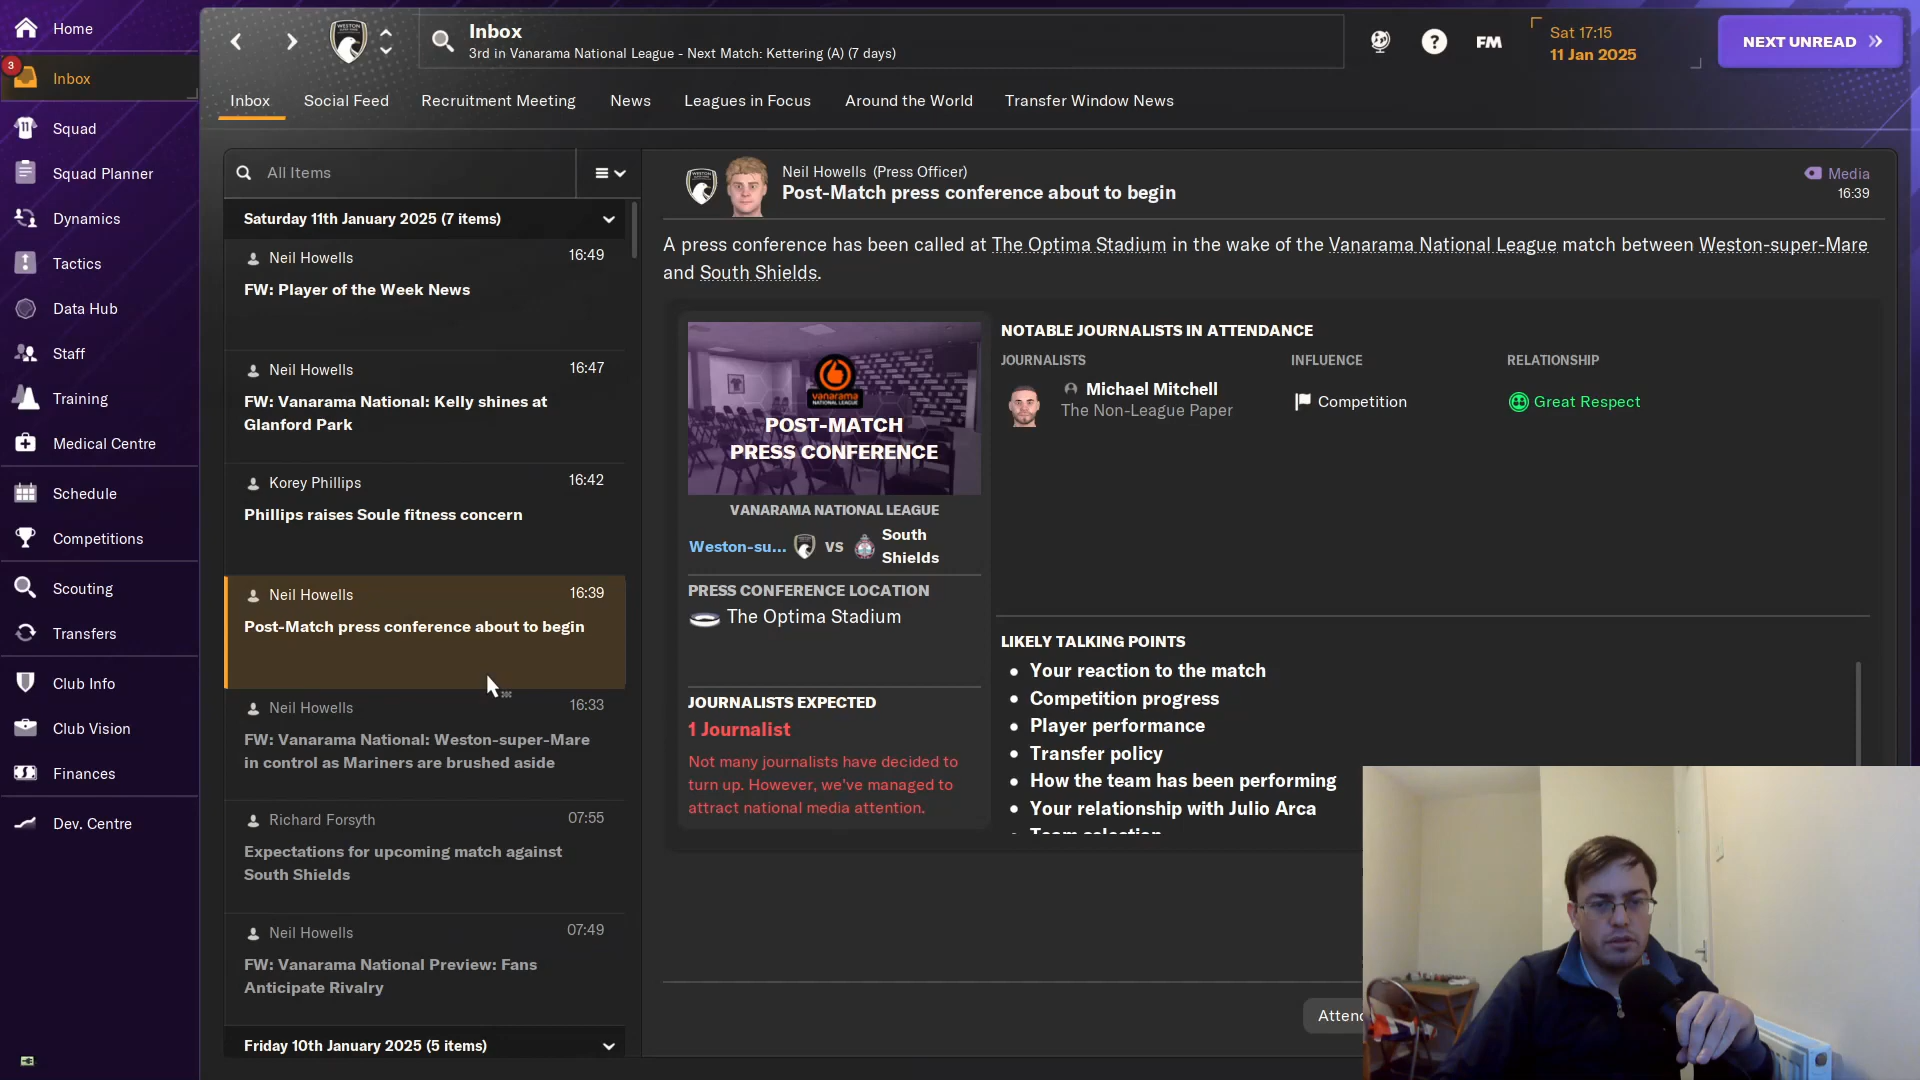 Home
3
Inbox
11
Squad
Squad Planner
Dynamics
Tactics
Data Hub
Staff
Training
Medical Centre
Schedule
Competitions
Scouting
Transfers
Club Info
Club Vision
Finances
Dev. Centre
WESTON
Inbox
3rd in Vanarama National League - Next Match: Kettering (A) (7 days)
?
FM
Sat 17:15
11 Jan 2025
NEXT UNREAD
Inbox
Social Feed
Recruitment Meeting
News
Leagues in Focus
Around the World
Transfer Window News
All Items
Saturday 11th January 2025 (7 items)
Neil Howells 16:49
FW: Player of the Week News
Neil Howells 16:47
FW: Vanarama National: Kelly shines at
Glanford Park
Korey Phillips 16:42
Phillips raises Soule fitness concern
Neil Howells 16:39
Post-Match press conference about to begin
Neil Howells 16:33
FW: Vanarama National: Weston-super-Mare
in control as Mariners are brushed aside
Richard Forsyth 07:55
Expectations for upcoming match against
South Shields
Neil Howells 07:49
FW: Vanarama National Preview: Fans
Anticipate Rivalry
Friday 10th January 2025 (5 items)
WESTON
Neil Howells (Press Officer)
Post-Match press conference about to begin
Media
16:39
A press conference has been called at The Optima Stadium in the wake of the Vanarama National League match between Weston-super-Mare
and South Shields.
vanarama
NATIONAL LEAGUE
POST-MATCH
PRESS CONFERENCE
VANARAMA NATIONAL LEAGUE
Weston-su... VS South
Shields
PRESS CONFERENCE LOCATION
The Optima Stadium
JOURNALISTS EXPECTED
1 Journalist
Not many journalists have decided to
turn up. However, we've managed to
attract national media attention.
NOTABLE JOURNALISTS IN ATTENDANCE
JOURNALISTS INFLUENCE RELATIONSHIP
Michael Mitchell
The Non-League Paper
Competition
Great Respect
LIKELY TALKING POINTS
Your reaction to the match
Competition progress
Player performance
Transfer policy
How the team has been performing
Your relationship with Julio Arca
Team selection
Atten